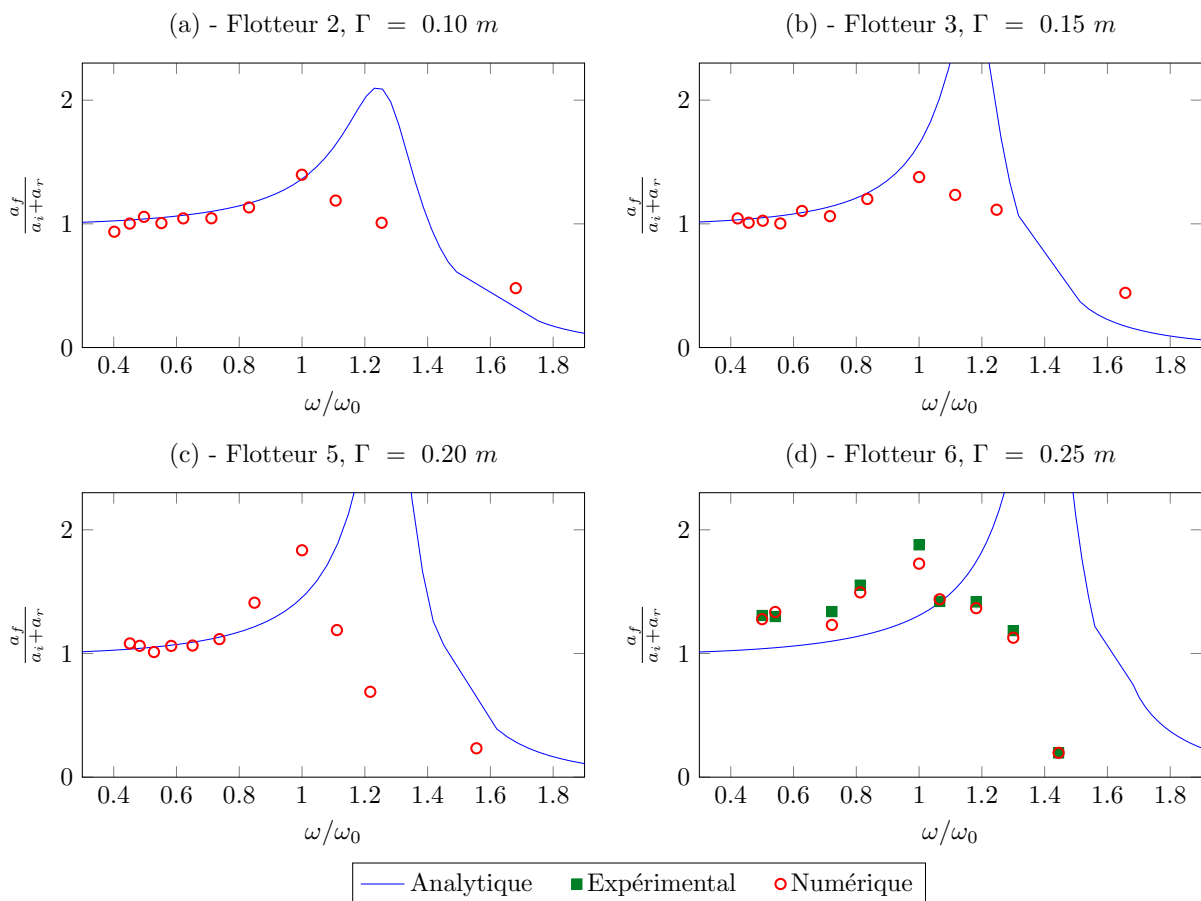 (a) - Flotteur 2, Γ = 0.10 m
(b) - Flotteur 3, Γ = 0.15 m
2
1
0
a_f / a_i+a_r
0.4 0.6 0.8 1 1.2 1.4 1.6 1.8
ω/ω0
2
1
0
a_f / a_i+a_r
0.4 0.6 0.8 1 1.2 1.4 1.6 1.8
ω/ω0
(c) - Flotteur 5, Γ = 0.20 m
(d) - Flotteur 6, Γ = 0.25 m
2
1
0
a_f / a_i+a_r
0.4 0.6 0.8 1 1.2 1.4 1.6 1.8
ω/ω0
2
1
0
a_f / a_i+a_r
0.4 0.6 0.8 1 1.2 1.4 1.6 1.8
ω/ω0
Analytique Expérimental Numérique